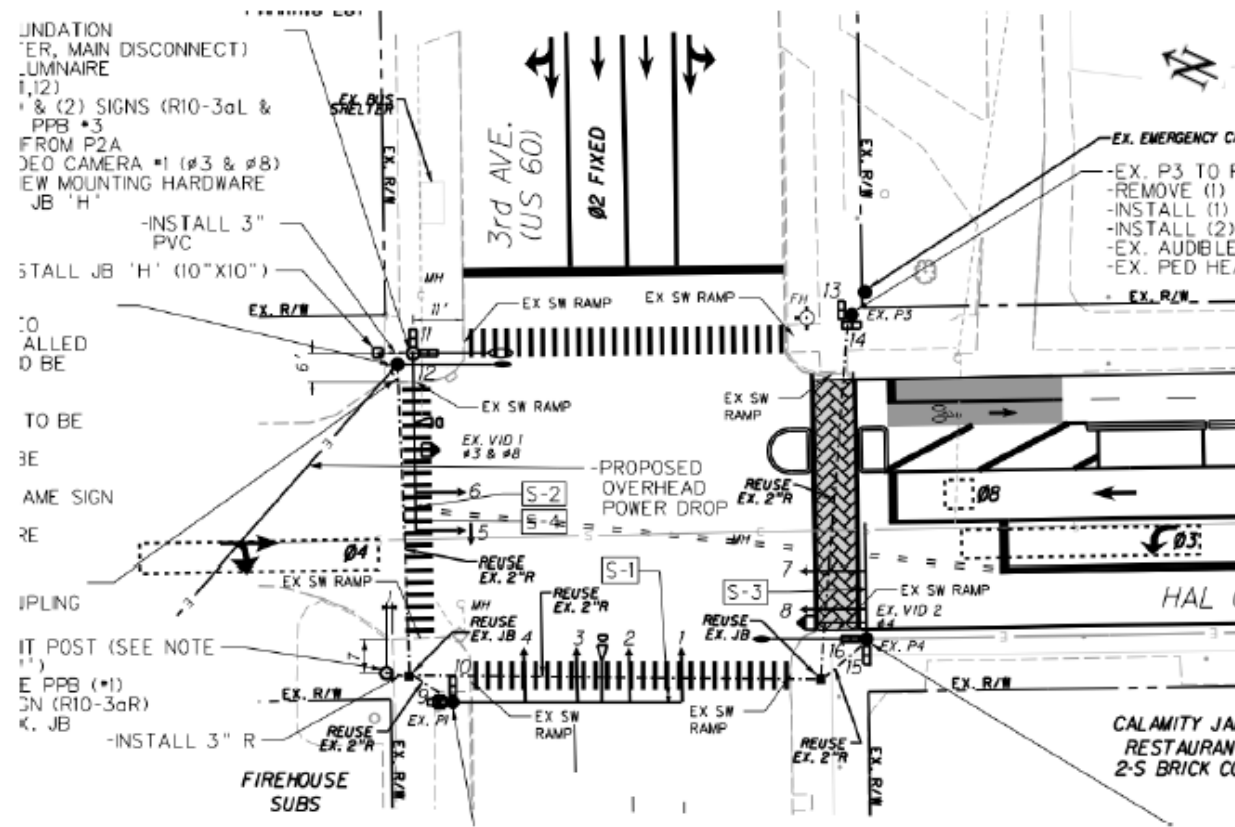 UNDATION
TER, MAIN DISCONNECT)
LUMNAIRE
1,12)
& (2) SIGNS (R10-3aL &
PPB *3
FROM P2A
DEO CAMERA *1 (ø3 & ø8)
EW MOUNTING HARDWARE
JB 'H'
-INSTALL 3"
PVC
STALL JB 'H' (10"X10")
EX. R/W
ALLED
O BE
TO BE
BE
AME SIGN
RE
UPLING
IT POST (SEE NOTE
E PPB (*1)
GN (R10-3aR)
X. JB
-INSTALL 3" R
FIREHOUSE
SUBS
EX. BUS
SHELTER
EX. R/W
3rd AVE.
(US 60)
Ø2 FIXED
EX. R/W
EX. EMERGENCY C
-EX. P3 TO
-REMOVE (1)
-INSTALL (1)
-INSTALL (2)
-EX. AUDIBLE
-EX. PED HEA
EX. R/W
MH
11'
EX SW RAMP
EX SW RAMP
FH
13
EX. P3
14
11
12
6'
EX SW RAMP
EX SW
RAMP
EX. VID 1
ø3 & ø8
-PROPOSED
OVERHEAD
POWER DROP
6
S-2
S-4
5
REUSE
EX. 2"R
REUSE
EX. 2"R
Ø8
Ø4
MH
Ø3
EX SW RAMP
S-1
7
S-3
EX SW
RAMP
HAL
MH
REUSE
EX. JB
REUSE
EX. 2"R
8
EX. VID 2
ø4
REUSE
EX. JB
4
3
2
1
7'
16
15
EX. P4
10
9
EX. R/W
EX. R/W
EX. P1
EX SW
RAMP
EX SW
RAMP
REUSE
EX. 2"R
REUSE
EX. 2"R
EX. R/W
EX. R/W
CALAMITY JA
RESTAURAN
2-S BRICK CO